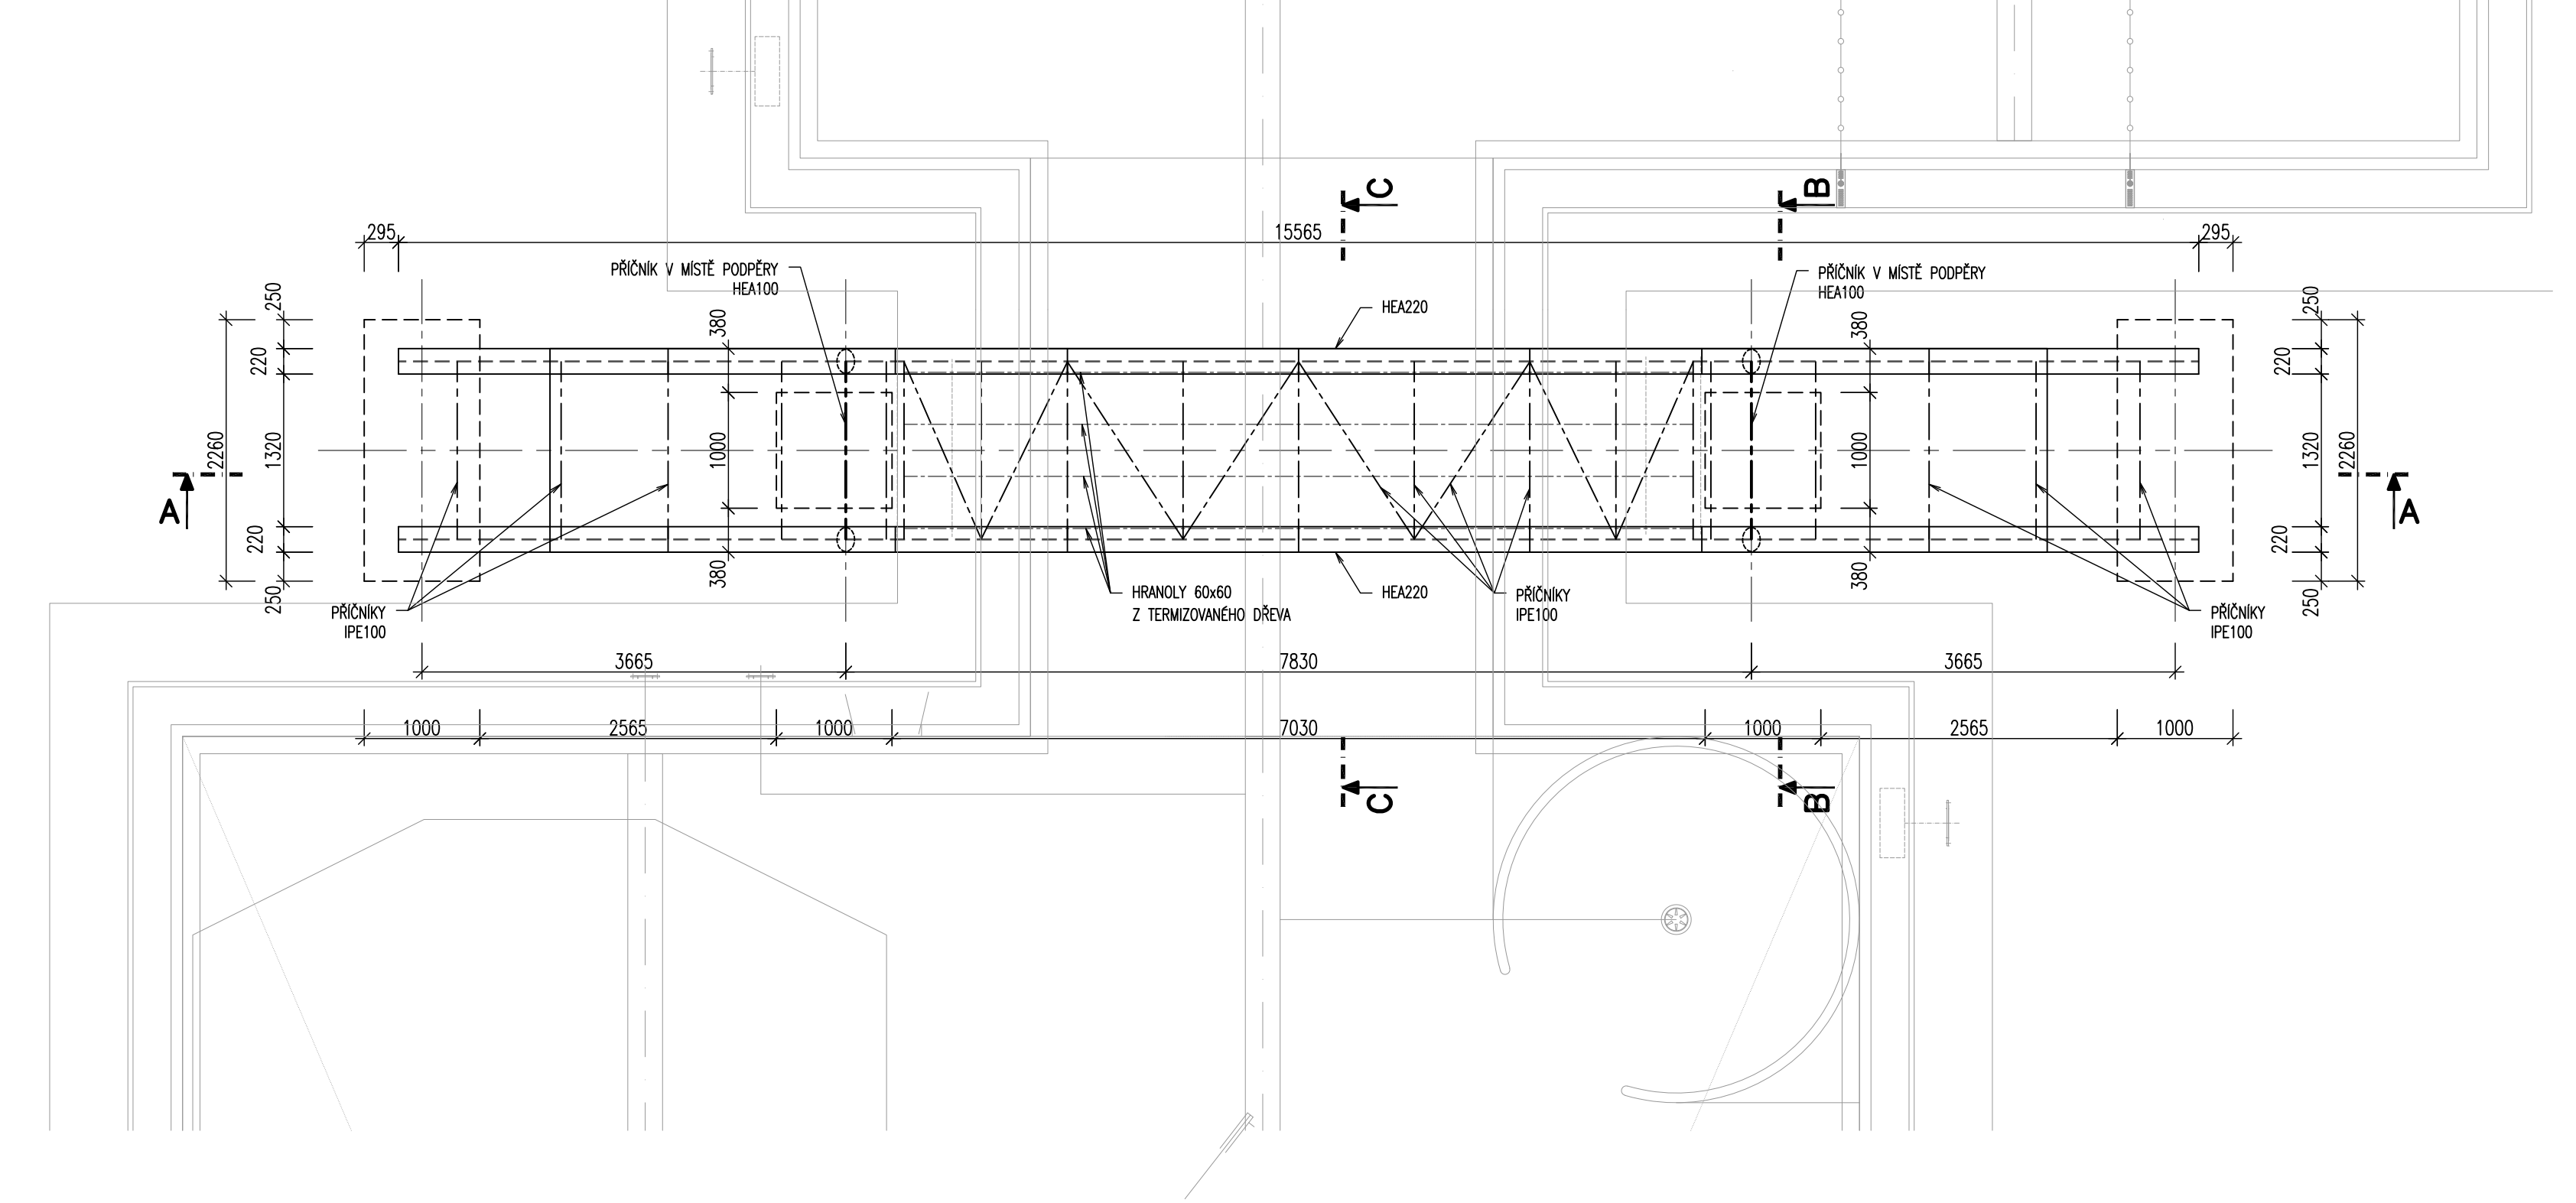 C
B
295
15565
295
PŘÍČNÍK V MÍSTĚ PODPĚRY
HEA100
PŘÍČNÍK V MÍSTĚ PODPĚRY
HEA100
HEA220
250
220
1320
2260
220
250
380
1000
380
380
1000
380
250
220
1320
2260
220
250
A
A
PŘÍČNÍKY
IPE100
HRANOLY 60x60
Z TERMIZOVANÉHO DŘEVA
HEA220
PŘÍČNÍKY
IPE100
PŘÍČNÍKY
IPE100
3665
7830
3665
1000
2565
1000
7030
1000
2565
1000
C
B